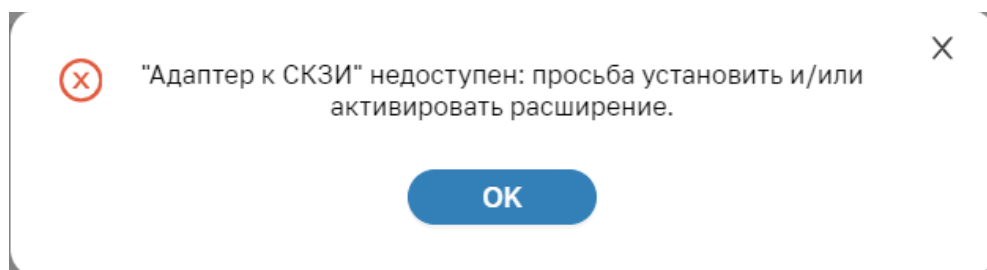 "Адаптер к СКЗИ" недоступен: просьба установить и/или
активировать расширение.
OK